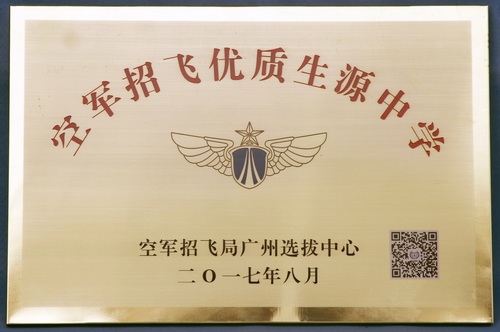 空军招飞优质生源中学
空军招飞局广州选拔中心
二〇一七年八月